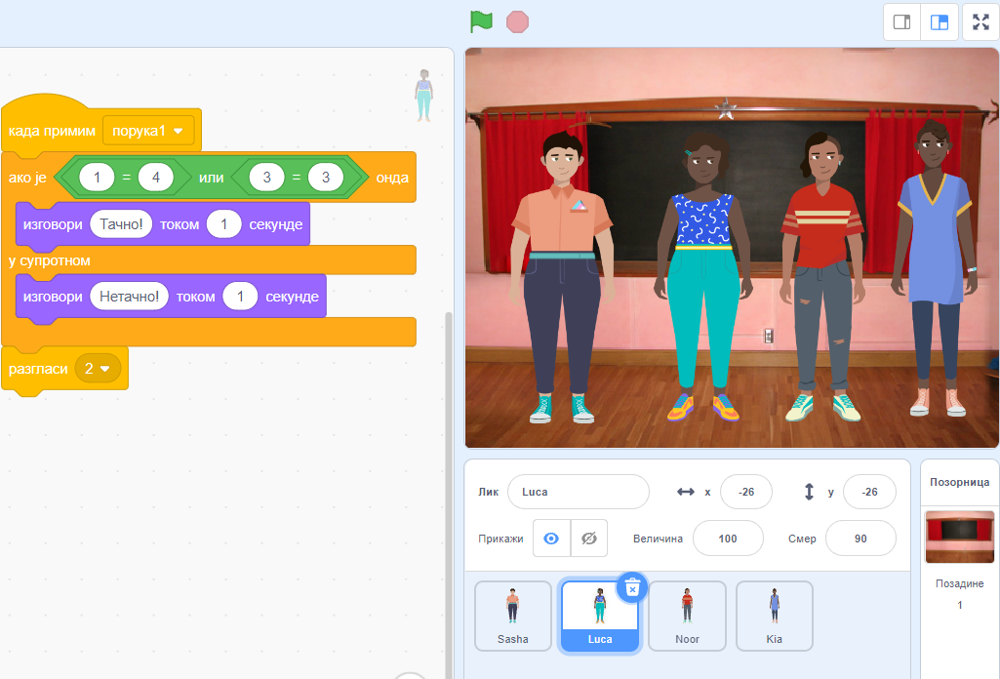 када примим порука1
ако је 1 = 4 или 3 = 3 онда
изговори Тачно! током 1 секунде
у супротном
изговори Нетачно! током 1 секунде
разгласи 2
Лик Luca x -26 y -26
Прикажи Величина 100 Смер 90
Sasha Luca Noor Kia
Позорница
Позадине
1